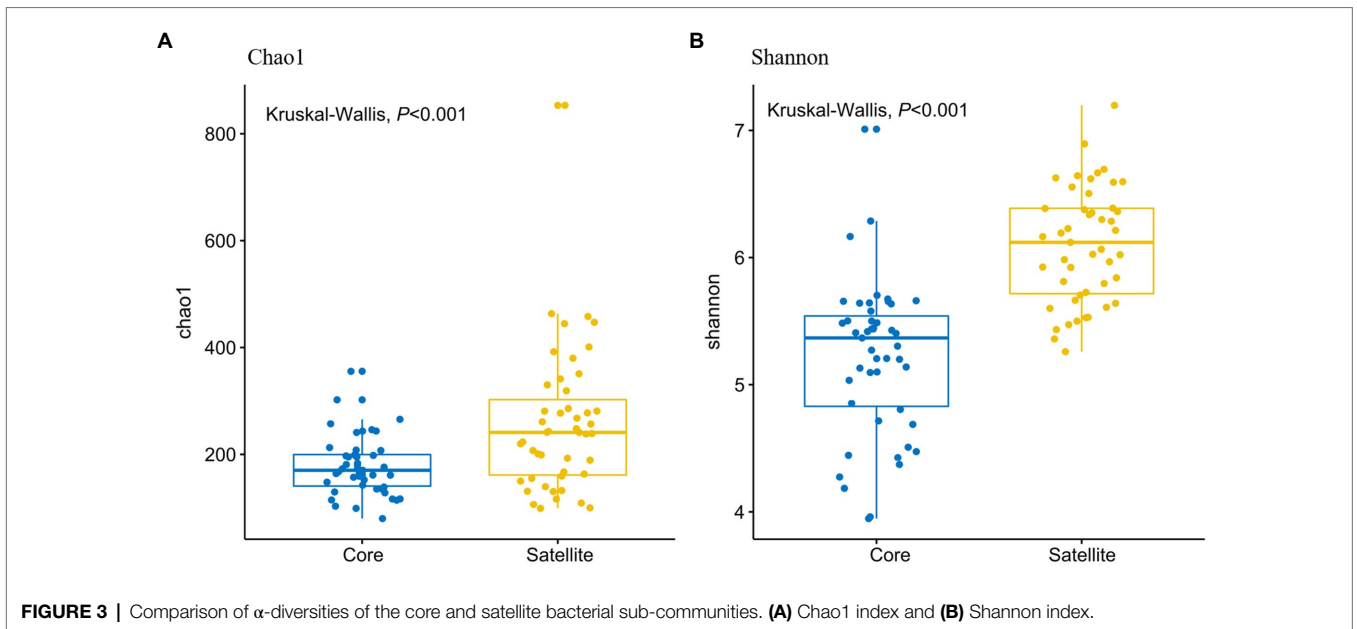 A
Chao1
Kruskal-Wallis, P<0.001
chao1
800
600
400
200
Core
Satellite
B
Shannon
Kruskal-Wallis, P<0.001
shannon
7
6
5
4
Core
Satellite
FIGURE 3 | Comparison of α-diversities of the core and satellite bacterial sub-communities. (A) Chao1 index and (B) Shannon index.